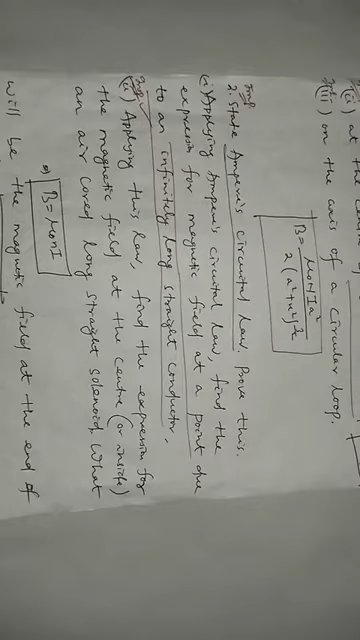 (ii) at the
Imp. (iii) on the axis of a circular loop.
B = μ0NIa² / 2(a²+x²)^3/2
Imp
2. State Ampere's circuital law. Prove this.
(i) Applying Ampere's circuital law, find the
expression for magnetic field at a point due
to an infinitely long straight conductor.
Imp (ii) Applying this law, find the expression for
the magnetic field at the centre (or inside)
an air cored long straight solenoid. What
B = μ0nI
will be the magnetic field at the end of